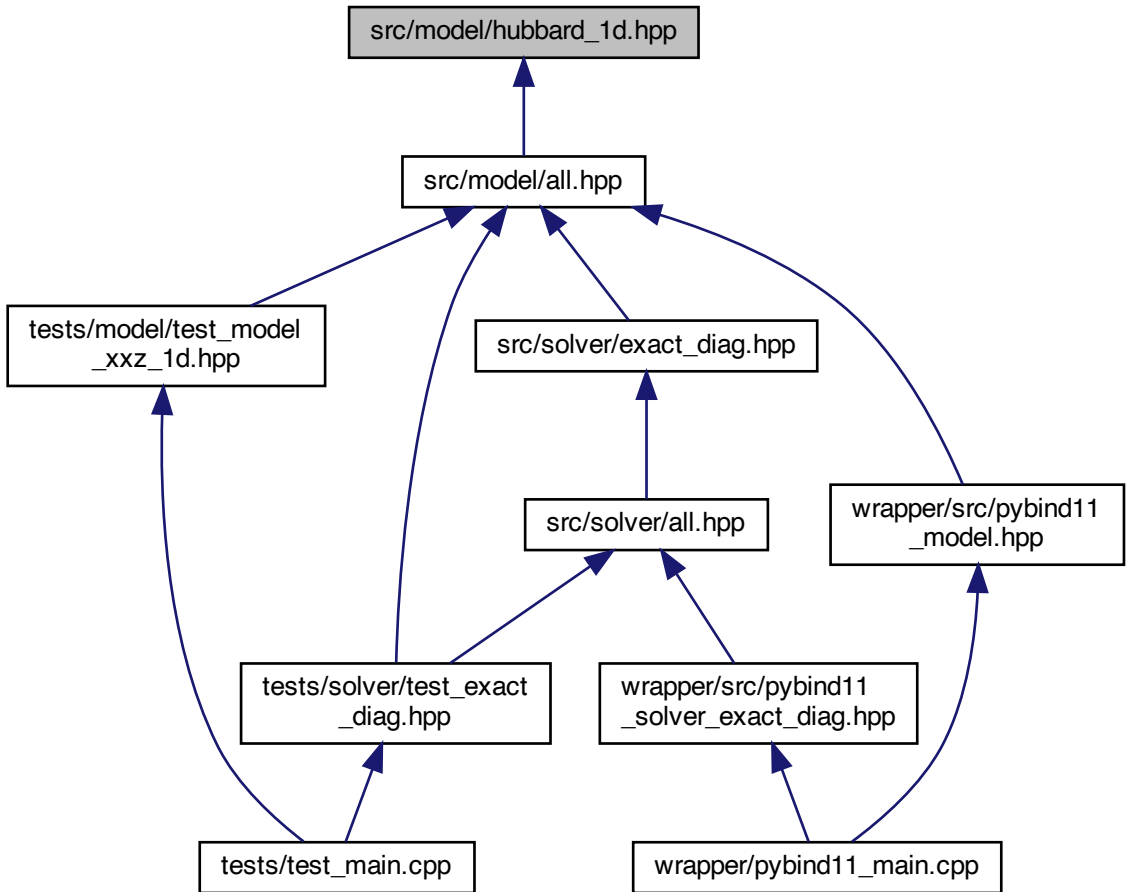 src/model/hubbard_1d.hpp
src/model/all.hpp
tests/model/test_model
_xxz_1d.hpp
src/solver/exact_diag.hpp
src/solver/all.hpp
wrapper/src/pybind11
_model.hpp
tests/solver/test_exact
_diag.hpp
wrapper/src/pybind11
_solver_exact_diag.hpp
tests/test_main.cpp
wrapper/pybind11_main.cpp